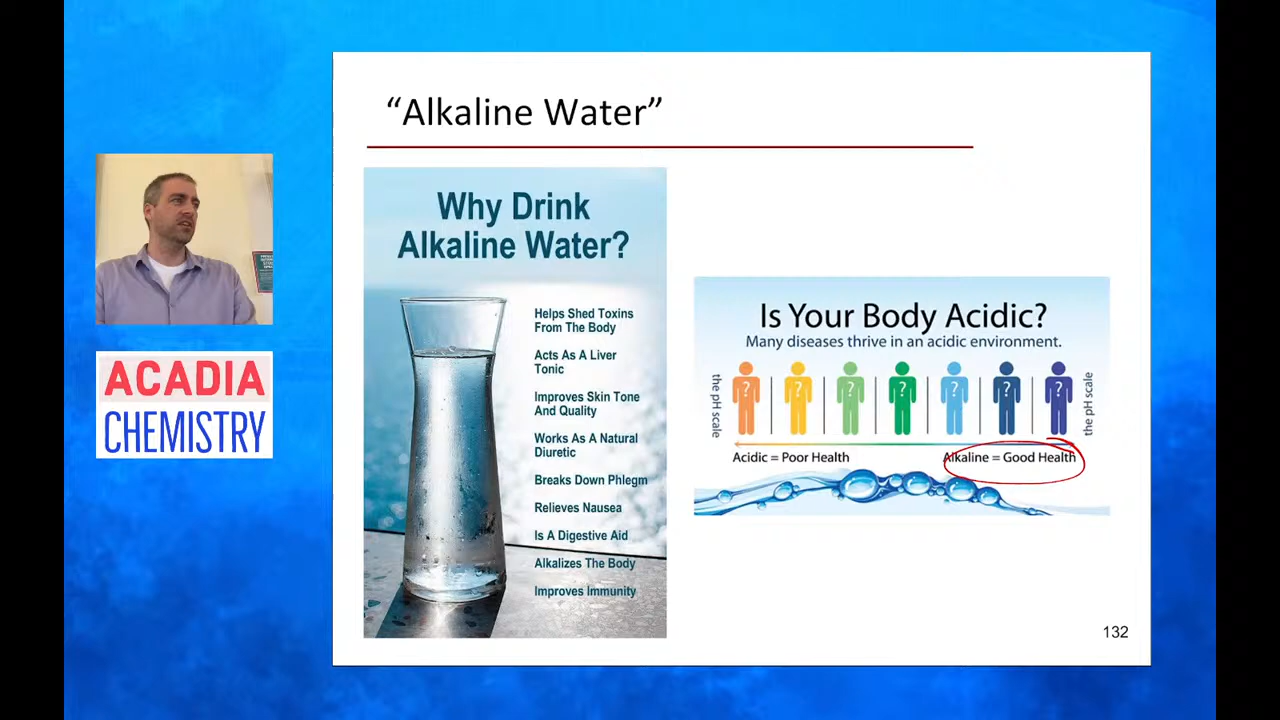 “Alkaline Water”
Why Drink
Alkaline Water?
Helps Shed Toxins
From The Body
Acts As A Liver
Tonic
Improves Skin Tone
And Quality
Works As A Natural
Diuretic
Breaks Down Phlegm
Relieves Nausea
Is A Digestive Aid
Alkalizes The Body
Improves Immunity
Is Your Body Acidic?
Many diseases thrive in an acidic environment.
the pH scale
? ? ? ? ? ? ?
the pH scale
Acidic = Poor Health
Alkaline = Good Health
132
ACADIA
CHEMISTRY